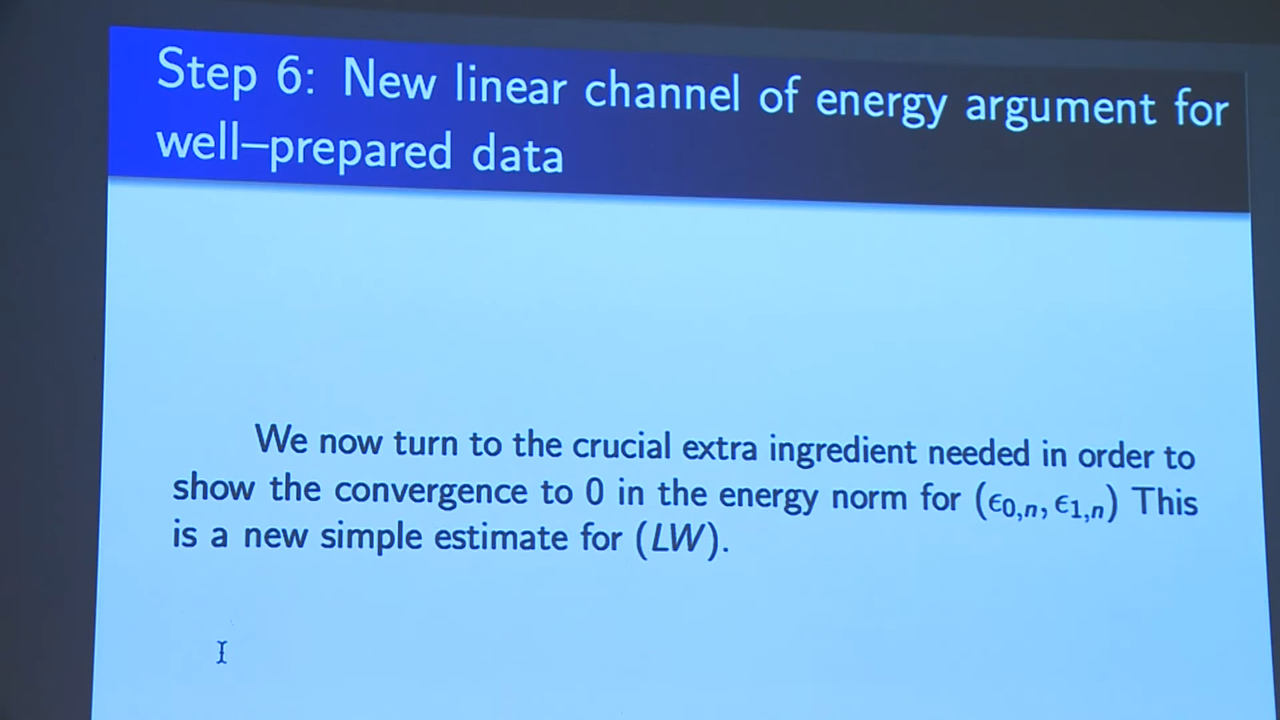 Step 6: New linear channel of energy argument for
well–prepared data
We now turn to the crucial extra ingredient needed in order to
show the convergence to 0 in the energy norm for (ϵ0,n, ϵ1,n) This
is a new simple estimate for (LW).